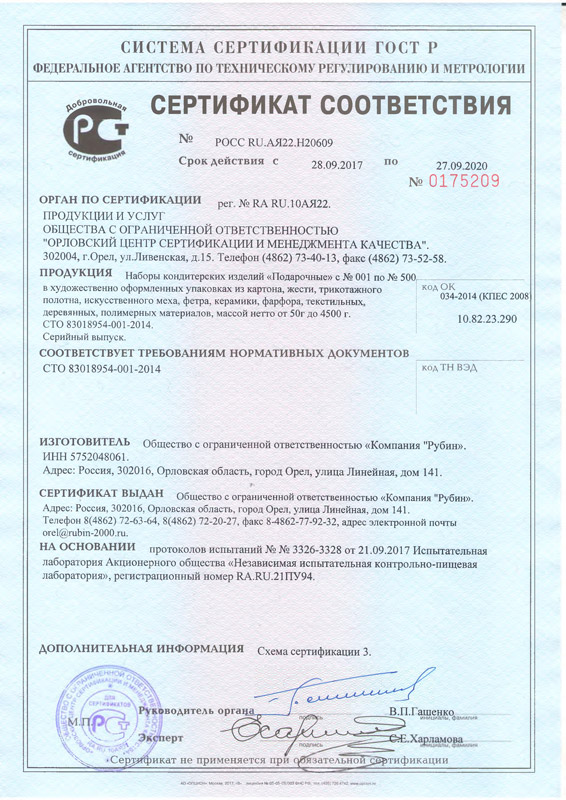 СИСТЕМА СЕРТИФИКАЦИИ ГОСТ Р
ФЕДЕРАЛЬНОЕ АГЕНТСТВО ПО ТЕХНИЧЕСКОМУ РЕГУЛИРОВАНИЮ И МЕТРОЛОГИИ
Добровольная
сертификация
СЕРТИФИКАТ СООТВЕТСТВИЯ
№ РОСС RU.АЯ22.Н20609
Срок действия с 28.09.2017 по 27.09.2020
№ 0175209
ОРГАН ПО СЕРТИФИКАЦИИ рег. № RA RU.10АЯ22.
ПРОДУКЦИИ И УСЛУГ
ОБЩЕСТВА С ОГРАНИЧЕННОЙ ОТВЕТСТВЕННОСТЬЮ
"ОРЛОВСКИЙ ЦЕНТР СЕРТИФИКАЦИИ И МЕНЕДЖМЕНТА КАЧЕСТВА".
302004, г.Орел, ул.Ливенская, д.15. Телефон (4862) 73-40-13, факс (4862) 73-52-58.
ПРОДУКЦИЯ Наборы кондитерских изделий «Подарочные» с № 001 по № 500
в художественно оформленных упаковках из картона, жести, трикотажного
полотна, искусственного меха, фетра, керамики, фарфора, текстильных,
деревянных, полимерных материалов, массой нетто от 50г до 4500 г.
СТО 83018954-001-2014.
Серийный выпуск.
код ОК
034-2014 (КПЕС 2008)
10.82.23.290
СООТВЕТСТВУЕТ ТРЕБОВАНИЯМ НОРМАТИВНЫХ ДОКУМЕНТОВ
СТО 83018954-001-2014
код ТН ВЭД
ИЗГОТОВИТЕЛЬ Общество с ограниченной ответственностью «Компания "Рубин».
ИНН 5752048061.
Адрес: Россия, 302016, Орловская область, город Орел, улица Линейная, дом 141.
СЕРТИФИКАТ ВЫДАН Общество с ограниченной ответственностью «Компания "Рубин».
Адрес: Россия, 302016, Орловская область, город Орел, улица Линейная, дом 141.
Телефон 8(4862) 72-63-64, 8(4862) 72-20-27, факс 8-4862-77-92-32, адрес электронной почты
orel@rubin-2000.ru.
НА ОСНОВАНИИ протоколов испытаний № № 3326-3328 от 21.09.2017 Испытательная
лаборатория Акционерного общества «Независимая испытательная контрольно-пищевая
лаборатория», регистрационный номер RA.RU.21ПУ94.
ДОПОЛНИТЕЛЬНАЯ ИНФОРМАЦИЯ Схема сертификации 3.
ДЛЯ
СЕРТИФИКАТОВ
М.П.
Руководитель органа В.П.Гащенко
подпись инициалы, фамилия
Эксперт С.Е.Харламова
подпись инициалы, фамилия
Сертификат не применяется при обязательной сертификации